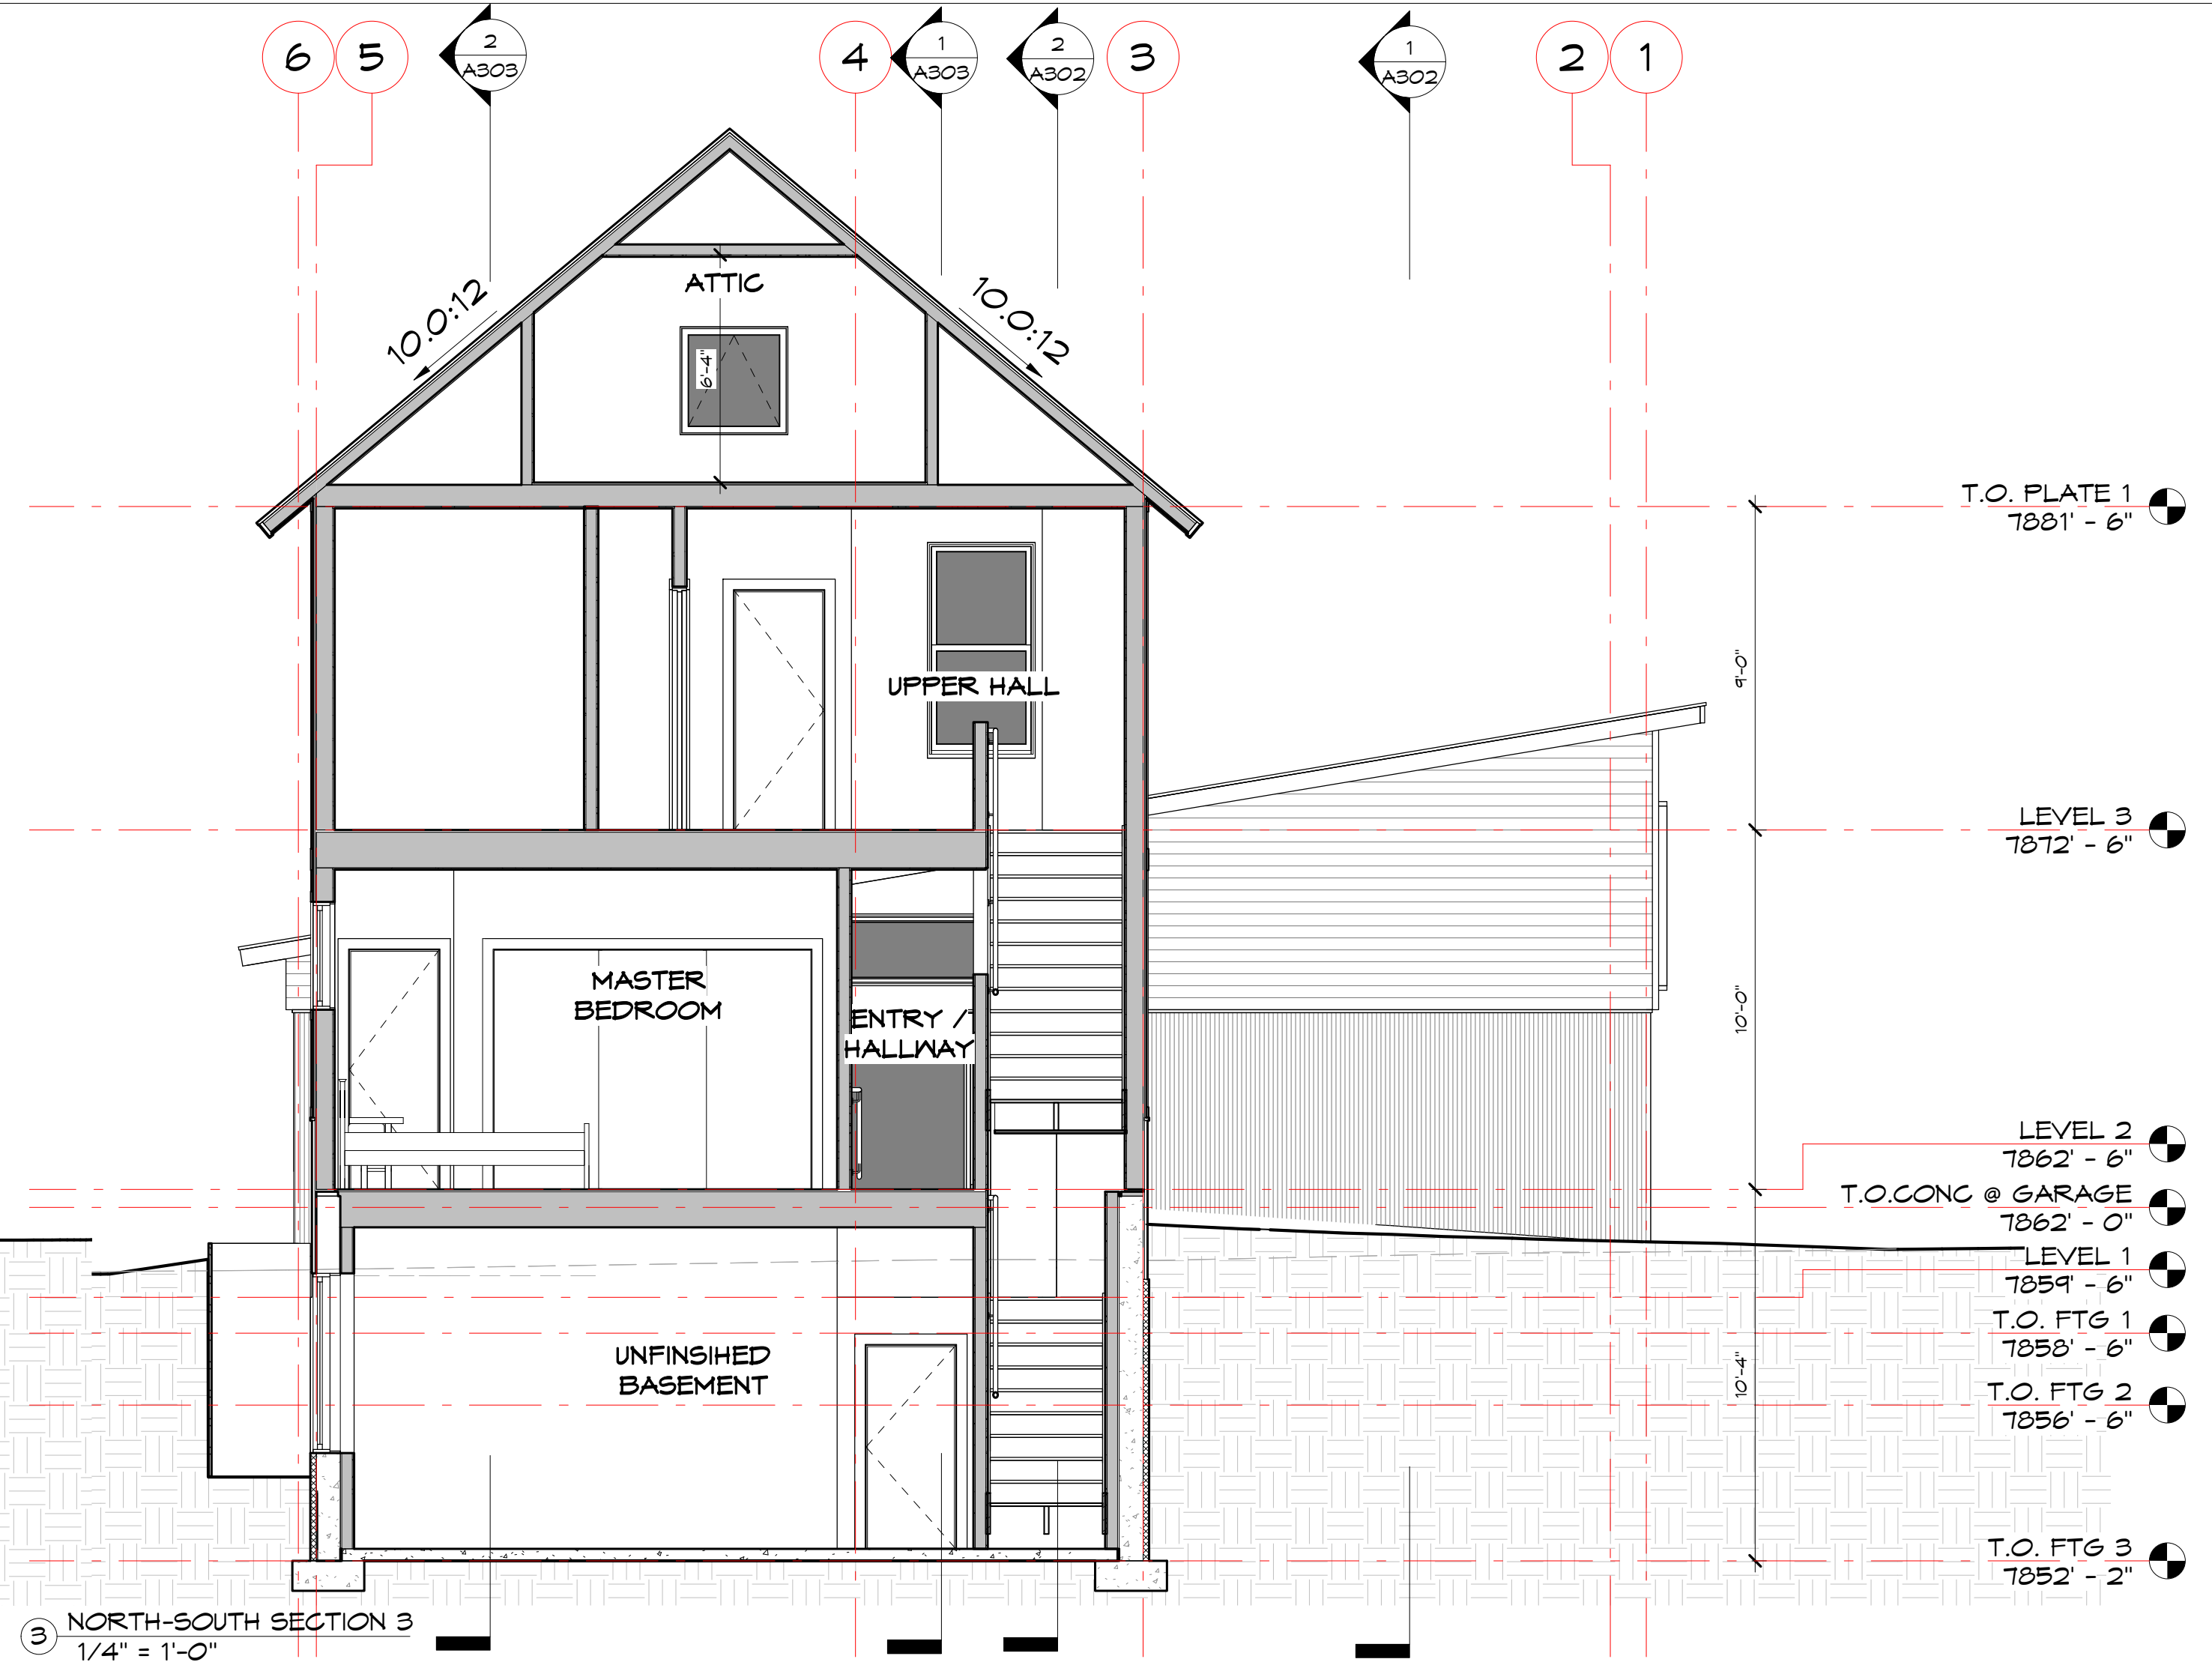 6
5
2
A303
4
1
A303
2
A302
3
1
A302
2
1
ATTIC
10.0:12
10.0:12
6'-4"
T.O. PLATE 1
7881' - 6"
9'-0"
UPPER HALL
LEVEL 3
7872' - 6"
MASTER
BEDROOM
ENTRY /
HALLWAY
10'-0"
LEVEL 2
7862' - 6"
T.O.CONC @ GARAGE
7862' - 0"
LEVEL 1
7859' - 6"
T.O. FTG 1
7858' - 6"
UNFINSIHED
BASEMENT
10'-4"
T.O. FTG 2
7856' - 6"
T.O. FTG 3
7852' - 2"
3
NORTH-SOUTH SECTION 3
1/4" = 1'-0"